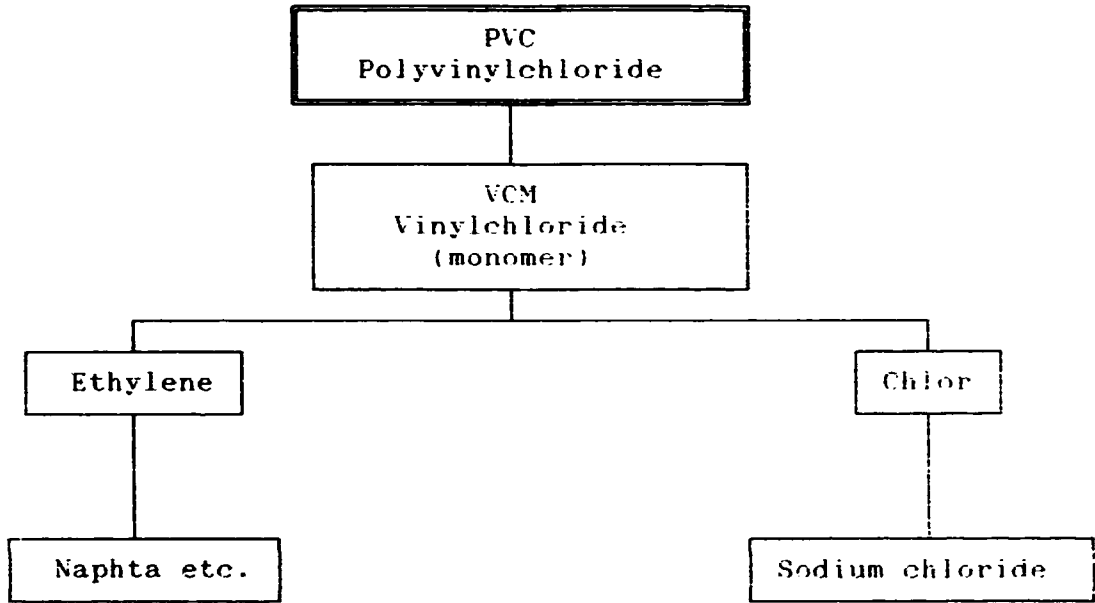 PVC
Polyvinylchloride
VCM
Vinylchloride
(monomer)
Ethylene
Chlor
Naphta etc.
Sodium chloride